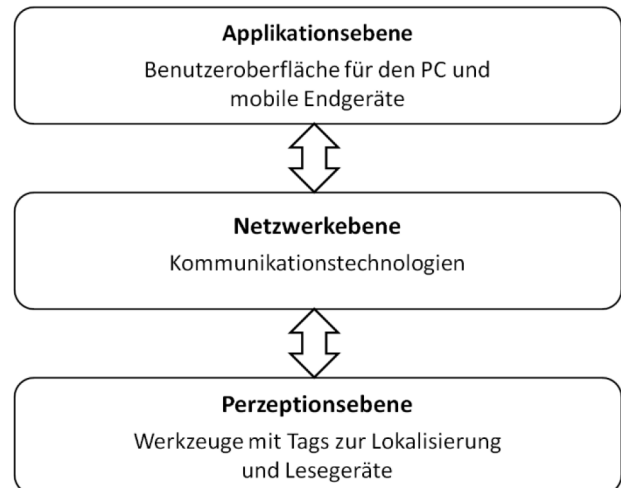 Applikationsebene
Benutzeroberfläche für den PC und
mobile Endgeräte
Netzwerkebene
Kommunikationstechnologien
Perzeptionsebene
Werkzeuge mit Tags zur Lokalisierung
und Lesegeräte